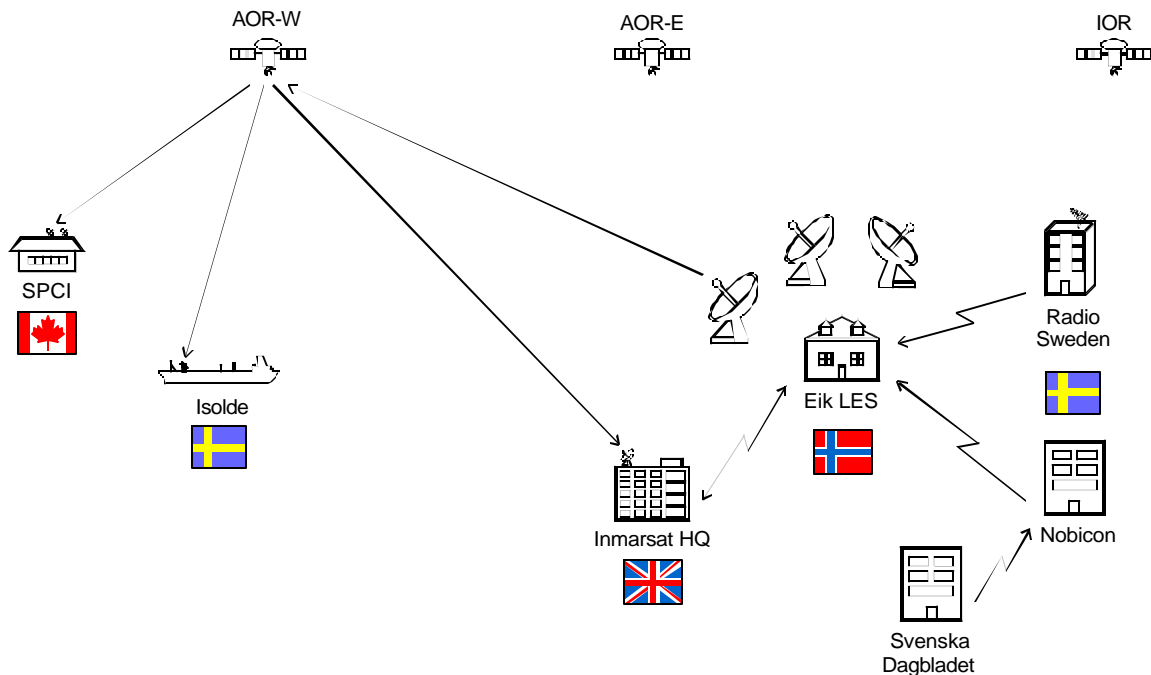 AOR-W
AOR-E
IOR
SPCI
Radio
Sweden
Isolde
Eik LES
Inmarsat HQ
Nobicon
Svenska
Dagbladet